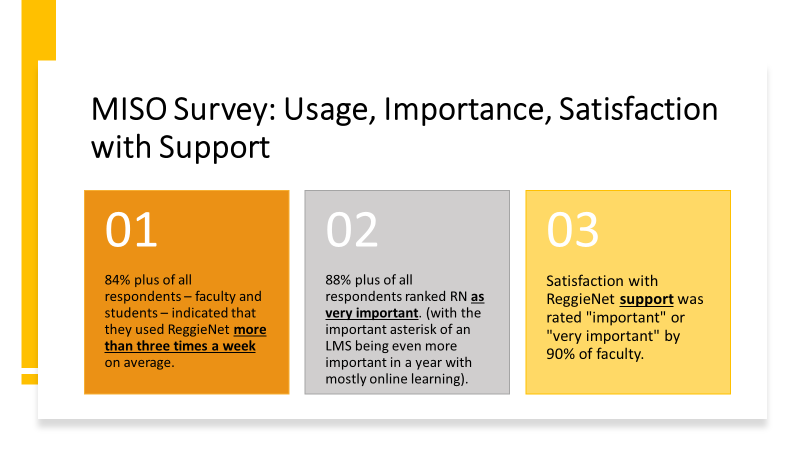 MISO Survey: Usage, Importance, Satisfaction
with Support
01
84% plus of all
respondents – faculty and
students – indicated that
they used ReggieNet more
than three times a week
on average.
02
88% plus of all
respondents ranked RN as
very important. (with the
important asterisk of an
LMS being even more
important in a year with
mostly online learning).
03
Satisfaction with
ReggieNet support was
rated "important" or
"very important" by
90% of faculty.